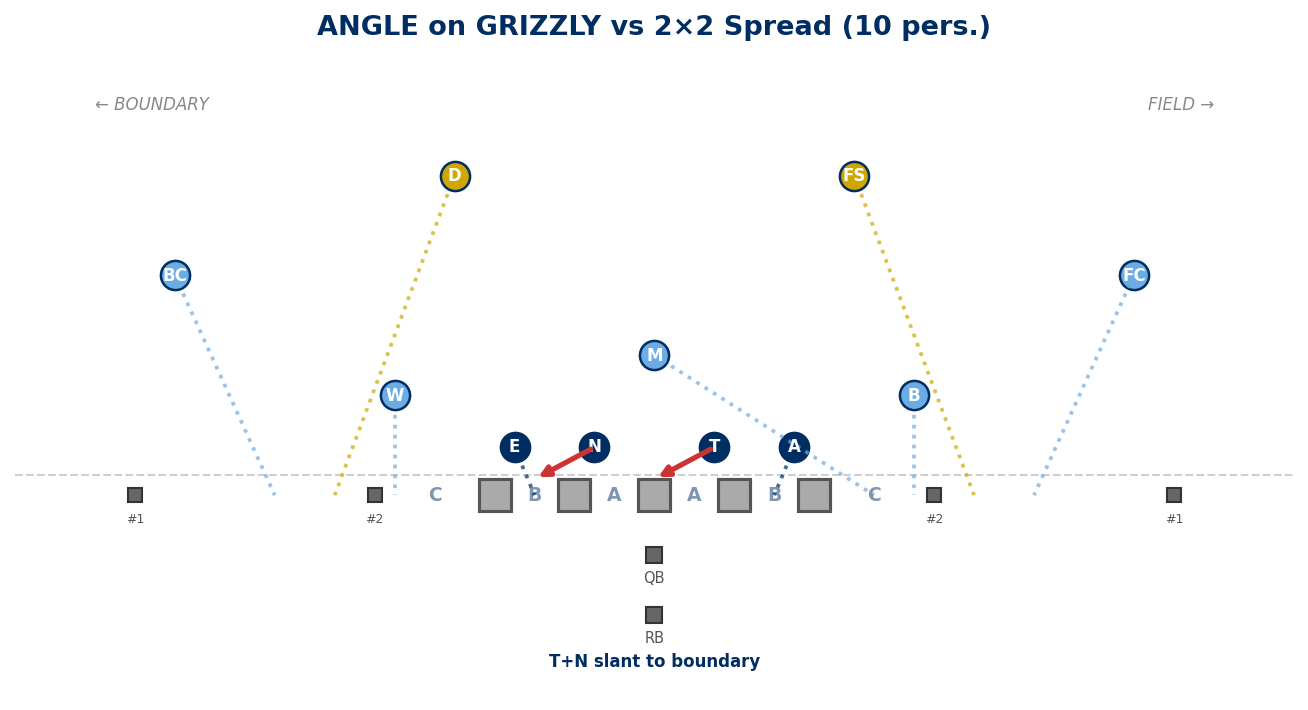 ANGLE on GRIZZLY vs 2×2 Spread (10 pers.)
← BOUNDARY
FIELD →
D
FS
BC
FC
M
W
B
E
N
T
A
C
B
A
A
B
C
#1
#2
#2
#1
QB
RB
T+N slant to boundary